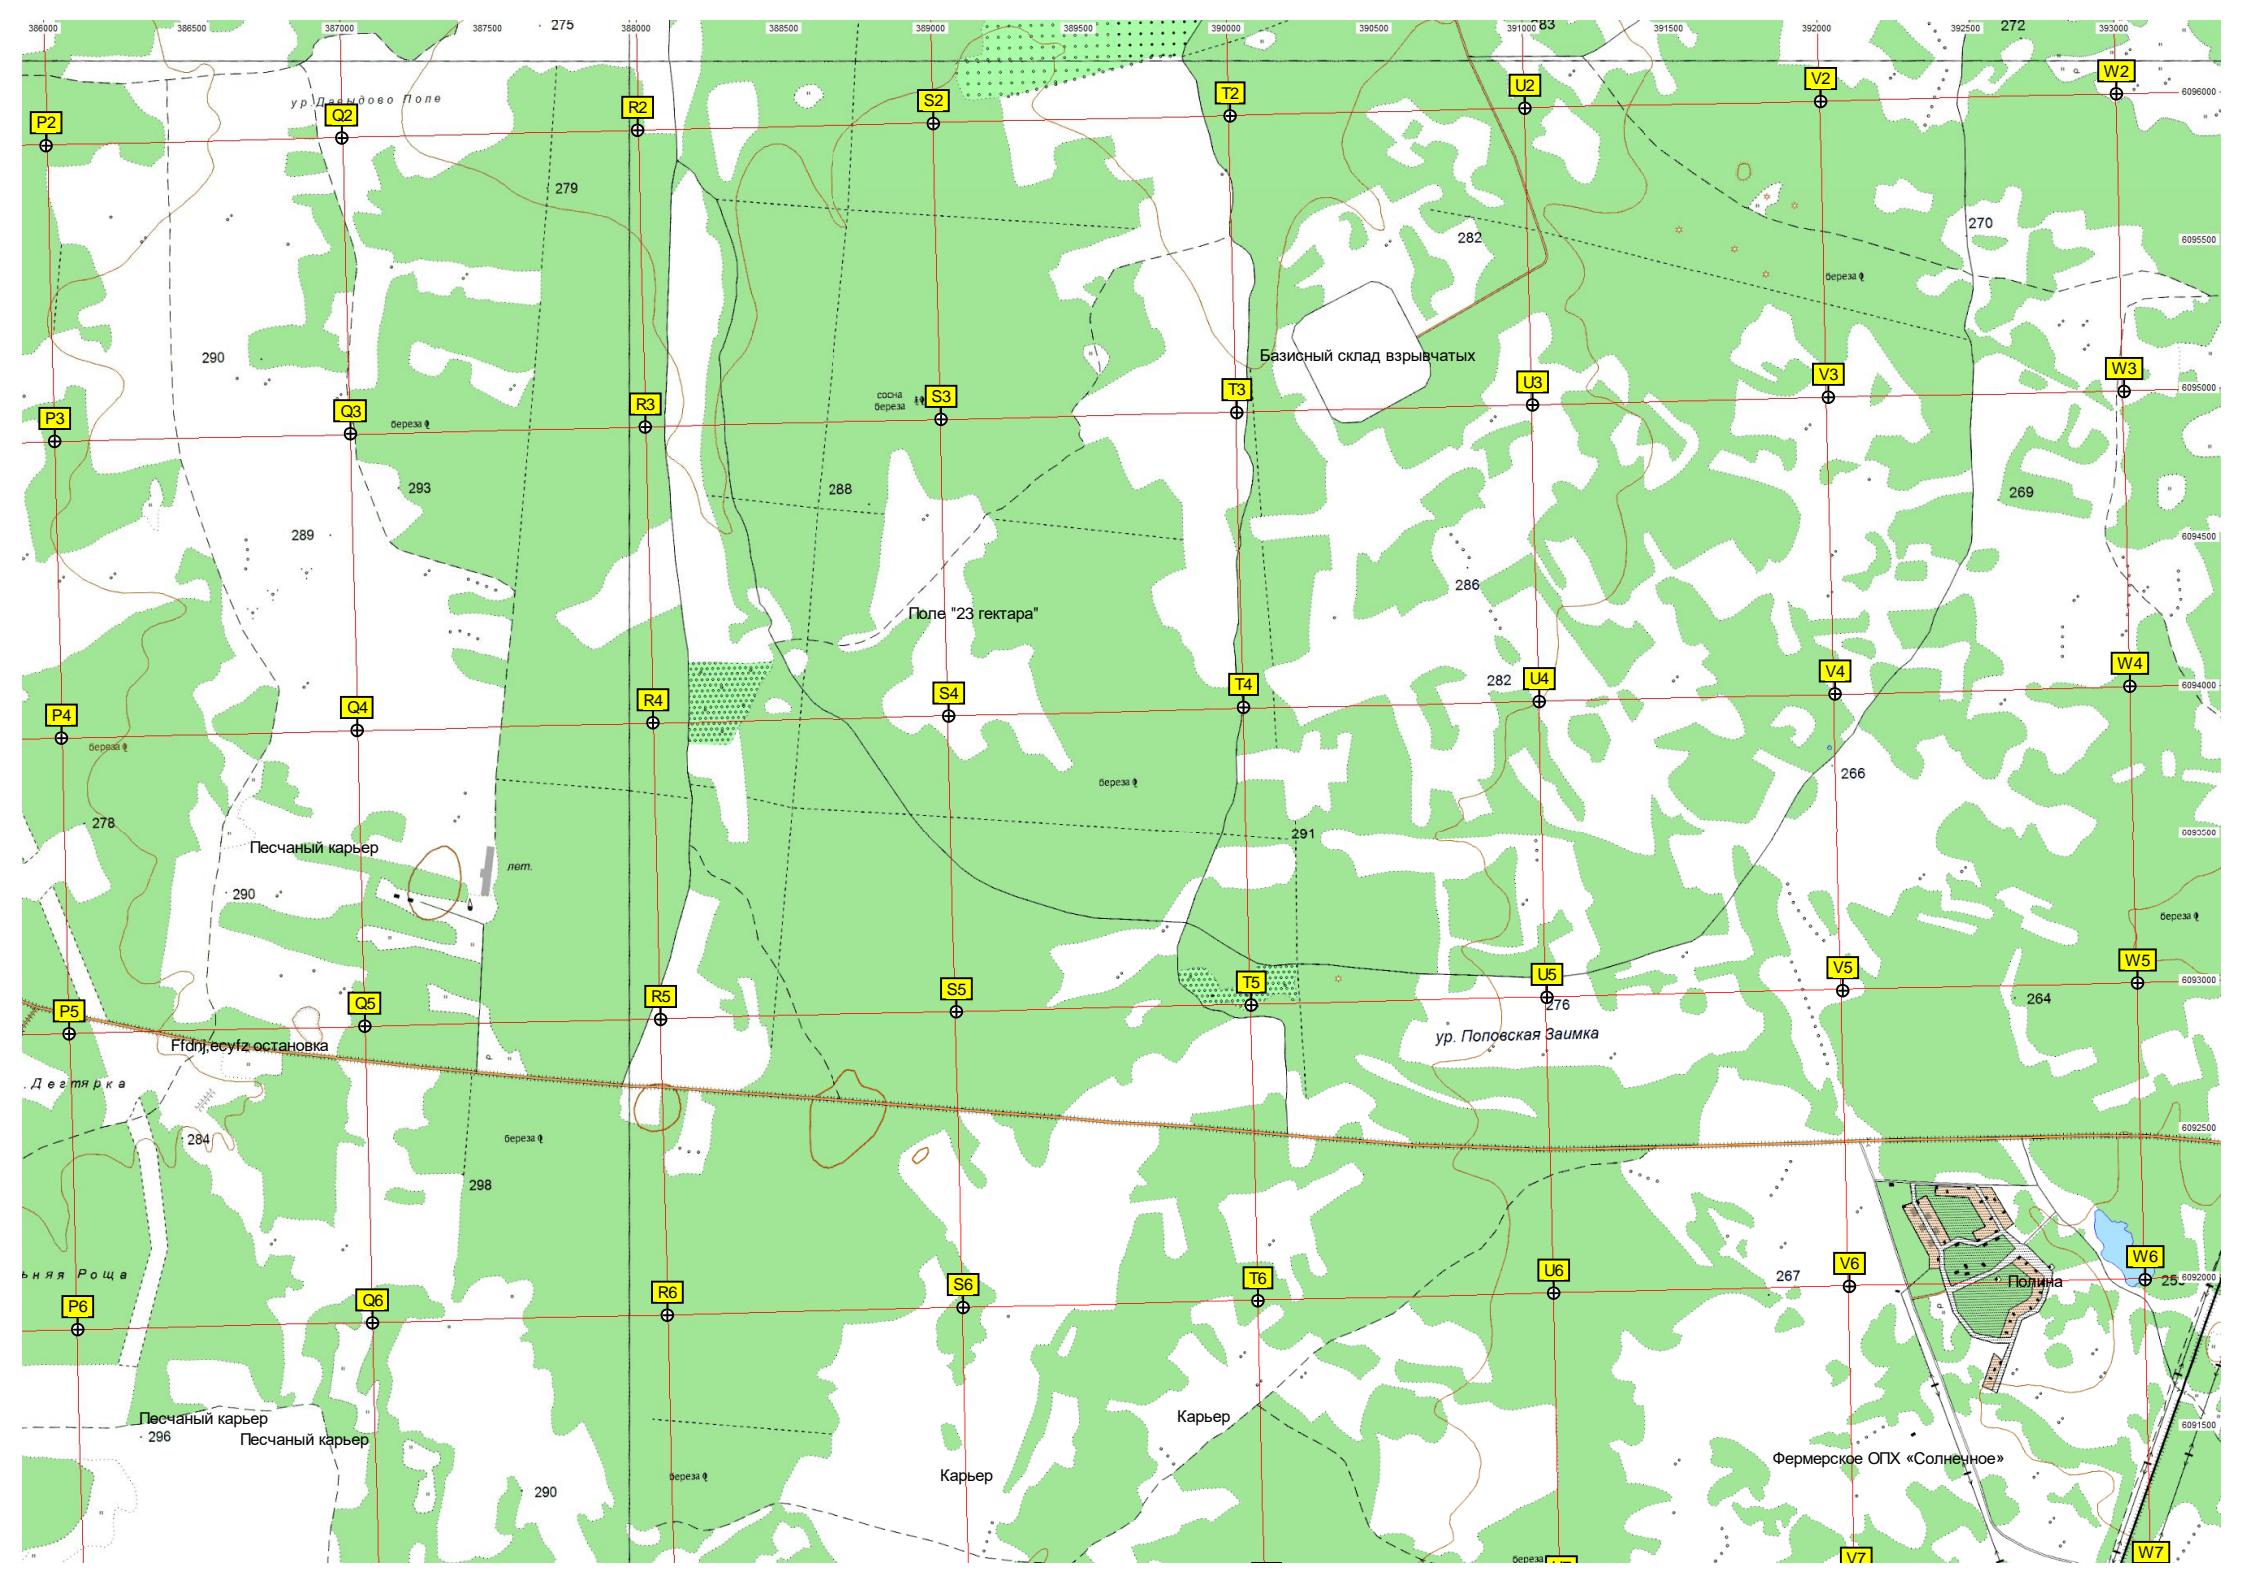 386000 386500 387000 387500 275 388000 388500 389000 389500 390000 390500 83 391000 391500 392000 392500 272 393000
W2
V2
U2
T2
6096000
ур. Давыдово Поле
S2
R2
Q2
P2
279
270
282
6095500
береза
290
Базисный склад взрывчатых
W3
V3
U3
T3
6095000
сосна
береза
S3
R3
Q3
P3
береза
293
288
269
289
6094500
286
Поле "23 гектара"
W4
V4
282
U4
T4
6094000
S4
R4
Q4
P4
береза
266
береза
278
291
6093500
Песчаный карьер
лет.
290
береза
W5
V5
U5
T5
6093000
S5
R5
Q5
P5
276
264
ур. Поповская Заимка
Ffdnj,ecyfz остановка
. Дегтярка
6092500
284
береза
298
W6
V6
U6
T6
267
6092000
Полина
ьняя Роща
S6
R6
Q6
P6
Песчаный карьер
Карьер
6091500
296
Песчаный карьер
Фермерское ОПХ «Солнечное»
береза
Карьер
290
W7
V7
береза